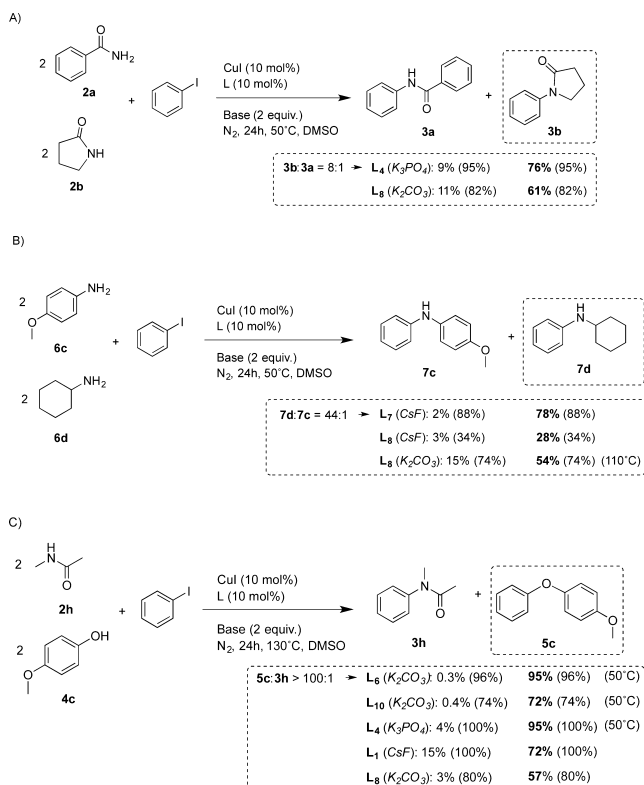 A)
O
2
NH2
2a
O
2
NH
2b
+
I
CuI (10 mol%)
L (10 mol%)
Base (2 equiv.)
N2, 24h, 50˚C, DMSO
H
N
O
3a
+
O
N
3b
3b:3a = 8:1 L4 (K3PO4): 9% (95%) 76% (95%)
L8 (K2CO3): 11% (82%) 61% (82%)
B)
2
NH2
O
6c
2
NH2
6d
+
I
CuI (10 mol%)
L (10 mol%)
Base (2 equiv.)
N2, 24h, 50˚C, DMSO
H
N
O
7c
+
H
N
7d
7d:7c = 44:1 L7 (CsF): 2% (88%) 78% (88%)
L8 (CsF): 3% (34%) 28% (34%)
L8 (K2CO3): 15% (74%) 54% (74%) (110˚C)
C)
2
H
N
O
2h
2
OH
O
4c
+
I
CuI (10 mol%)
L (10 mol%)
Base (2 equiv.)
N2, 24h, 130˚C, DMSO
N
O
3h
+
O
O
5c
5c:3h > 100:1 L6 (K2CO3): 0.3% (96%) 95% (96%) (50˚C)
L10 (K2CO3): 0.4% (74%) 72% (74%) (50˚C)
L4 (K3PO4): 4% (100%) 95% (100%) (50˚C)
L1 (CsF): 15% (100%) 72% (100%)
L8 (K2CO3): 3% (80%) 57% (80%)